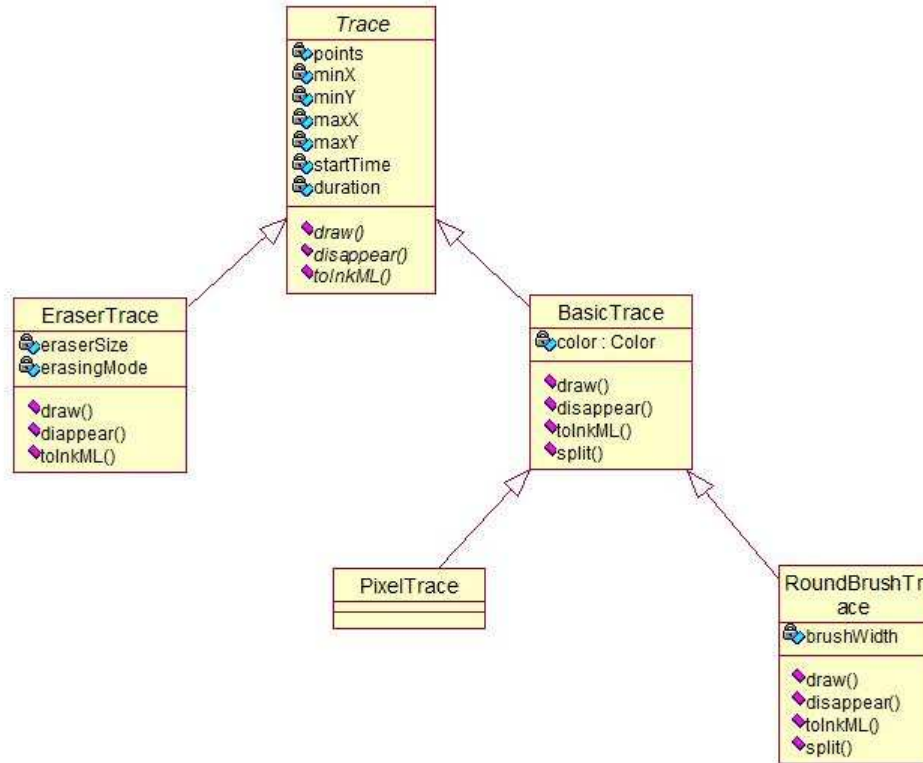 Trace
points
minX
minY
maxX
maxY
startTime
duration
draw()
disappear()
toInkML()
EraserTrace
eraserSize
erasingMode
draw()
diappear()
toInkML()
BasicTrace
color : Color
draw()
disappear()
toInkML()
split()
PixelTrace
RoundBrushTr
ace
brushWidth
draw()
disappear()
toInkML()
split()